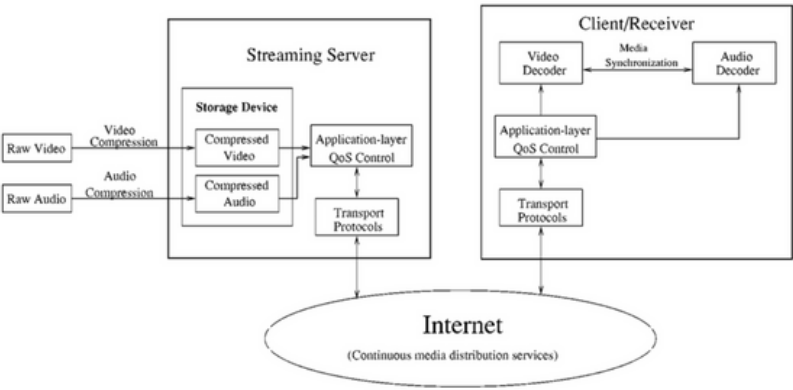 Streaming Server
Storage Device
Raw Video
Video
Compression
Compressed
Video
Raw Audio
Audio
Compression
Compressed
Audio
Application-layer
QoS Control
Transport
Protocols
Client/Receiver
Video
Decoder
Media
Synchronization
Audio
Decoder
Application-layer
QoS Control
Transport
Protocols
Internet
(Continuous media distribution services)